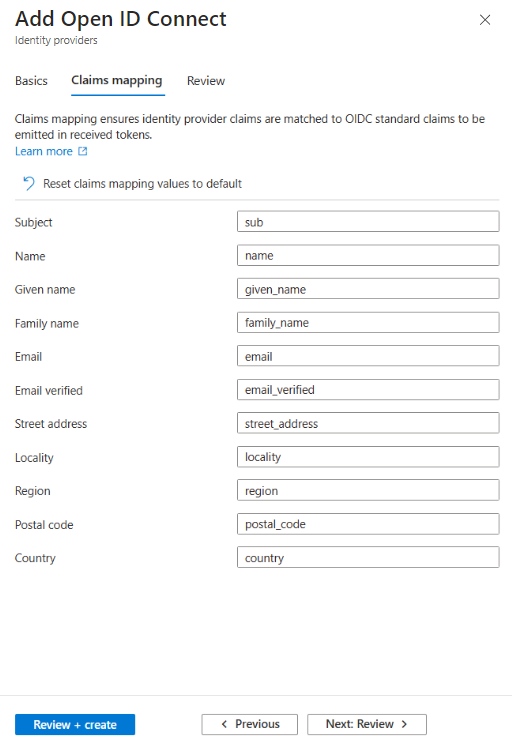 Add Open ID Connect
Identity providers
Basics
Claims mapping
Review
Claims mapping ensures identity provider claims are matched to OIDC standard claims to be
emitted in received tokens.
Learn more
Reset claims mapping values to default
Subject sub
Name name
Given name given_name
Family name family_name
Email email
Email verified email_verified
Street address street_address
Locality locality
Region region
Postal code postal_code
Country country
Review + create
< Previous
Next: Review >